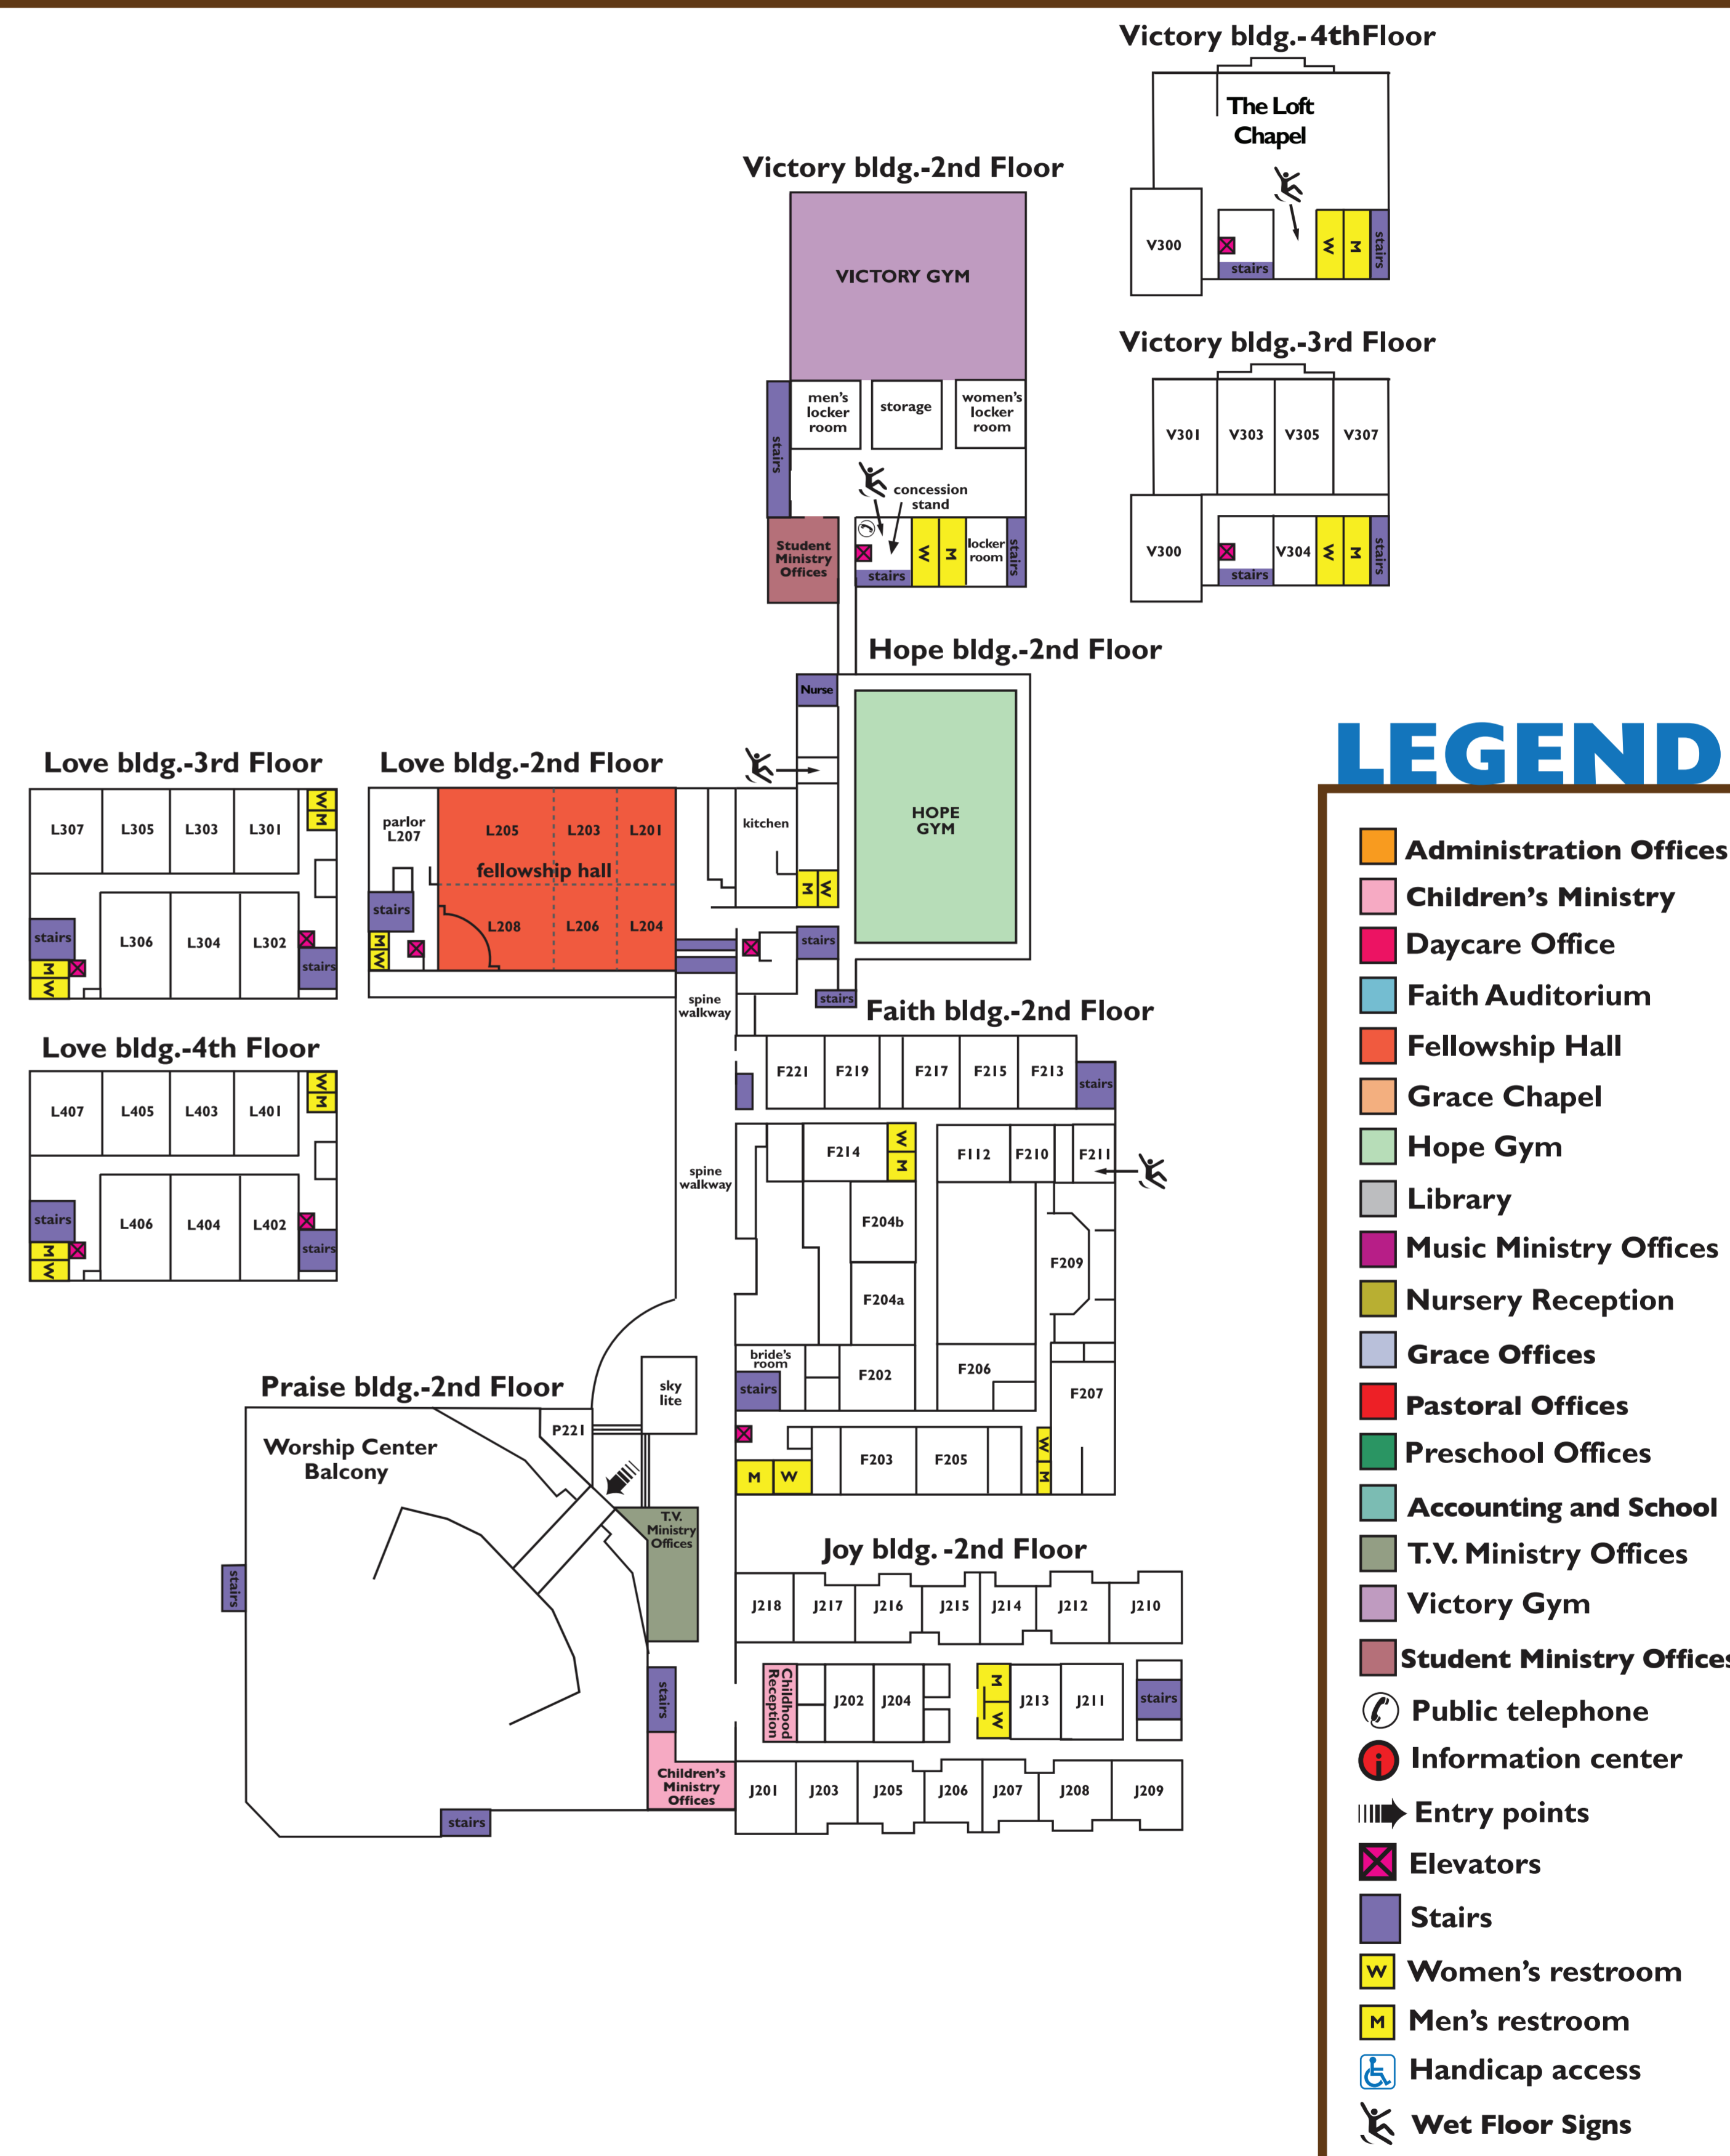 Victory bldg.-4thFloor
The Loft
Chapel
V300
stairs
W
M
stairs
Victory bldg.-2nd Floor
VICTORY GYM
men's
locker
room
storage
women's
locker
room
stairs
concession
stand
Student
Ministry
Offices
stairs
W
M
locker
room
stairs
Victory bldg.-3rd Floor
V301
V303
V305
V307
V300
stairs
V304
W
M
stairs
Hope bldg.-2nd Floor
Nurse
HOPE
GYM
kitchen
M
W
stairs
stairs
Love bldg.-3rd Floor
L307
L305
L303
L301
W
M
stairs
L306
L304
L302
M
W
stairs
Love bldg.-2nd Floor
parlor
L207
L205
L203
L201
fellowship hall
stairs
L208
L206
L204
M
W
spine
walkway
Love bldg.-4th Floor
L407
L405
L403
L401
W
M
stairs
L406
L404
L402
M
W
stairs
Faith bldg.-2nd Floor
F221
F219
F217
F215
F213
stairs
spine
walkway
F214
W
M
F112
F210
F211
F204b
F209
F204a
bride's
room
stairs
F202
F206
F207
F203
F205
M
W
W
M
Praise bldg.-2nd Floor
Worship Center
Balcony
P221
sky
lite
T.V.
Ministry
Offices
stairs
stairs
Children's
Ministry
Offices
stairs
Joy bldg. -2nd Floor
J218
J217
J216
J215
J214
J212
J210
Childhood
Reception
J202
J204
M
W
J213
J211
stairs
J201
J203
J205
J206
J207
J208
J209
LEGEND
Administration Offices
Children's Ministry
Daycare Office
Faith Auditorium
Fellowship Hall
Grace Chapel
Hope Gym
Library
Music Ministry Offices
Nursery Reception
Grace Offices
Pastoral Offices
Preschool Offices
Accounting and School
T.V. Ministry Offices
Victory Gym
Student Ministry Offices
Public telephone
i Information center
Entry points
Elevators
Stairs
W Women's restroom
M Men's restroom
Handicap access
Wet Floor Signs